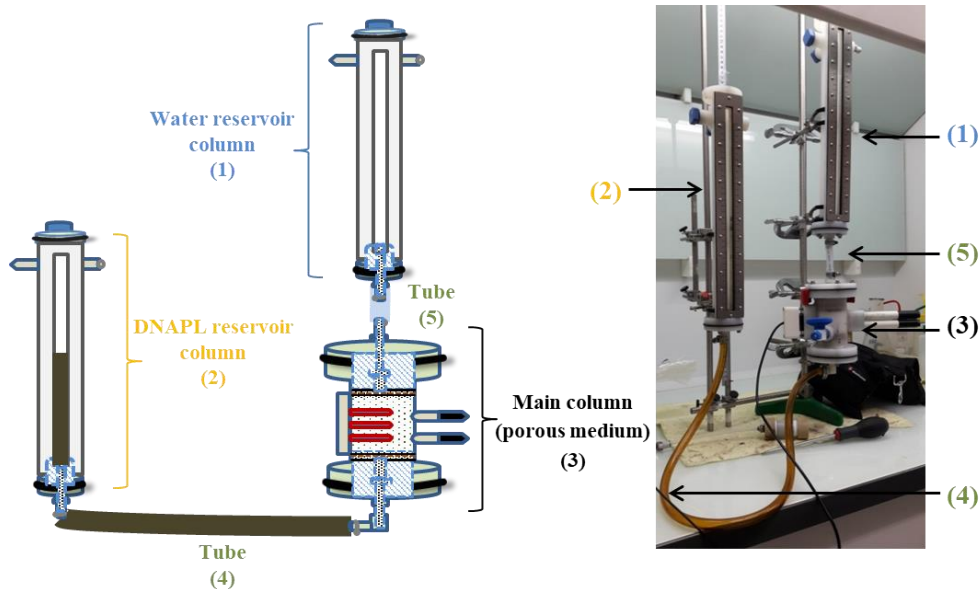 Water reservoir
column
(1)
DNAPL reservoir
column
(2)
Tube
(5)
Main column
(porous medium)
(3)
Tube
(4)
(1)
(2)
(5)
(3)
(4)